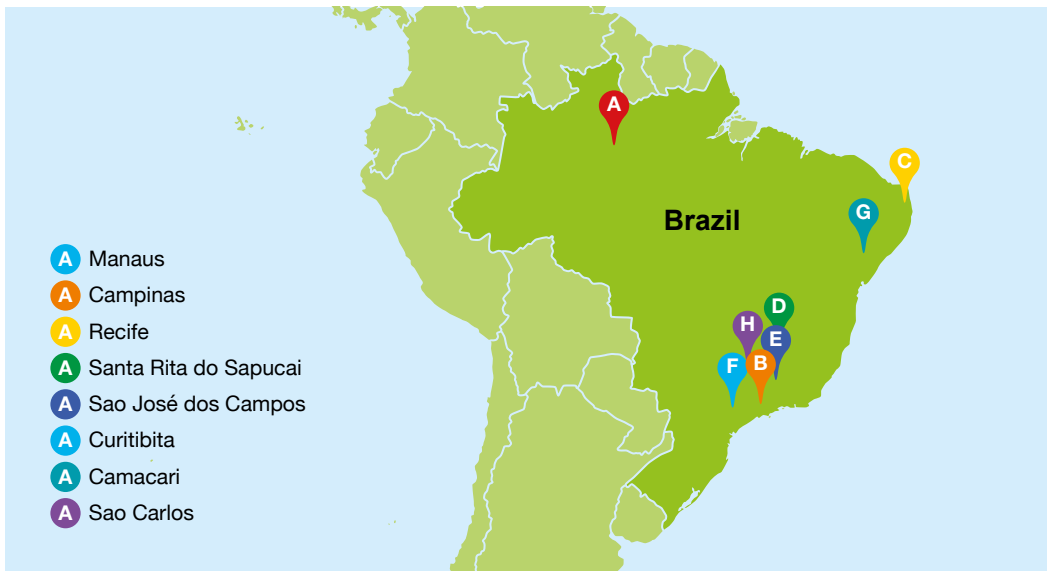 A
C
G
Brazil
A Manaus
A Campinas
A Recife
A Santa Rita do Sapucai
A Sao José dos Campos
A Curitibita
A Camacari
A Sao Carlos
D
H
E
F
B